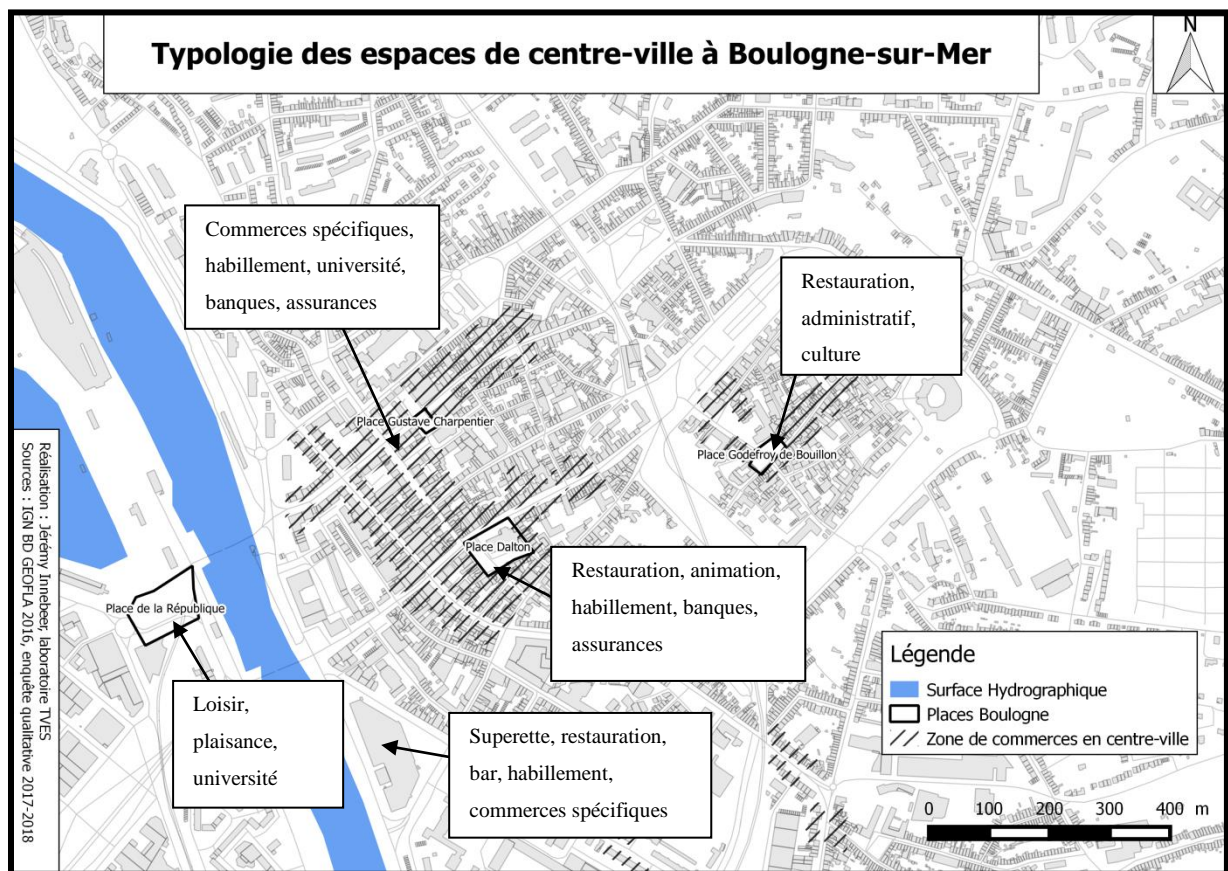 Typologie des espaces de centre-ville à Boulogne-sur-Mer
N
Commerces spécifiques,
habillement, université,
banques, assurances
Restauration,
administratif,
culture
Place Gustave Charpentier
Place Godefroy de Bouillon
Place Dalton
Restauration, animation,
habillement, banques,
assurances
Place de la République
Loisir,
plaisance,
université
Superette, restauration,
bar, habillement,
commerces spécifiques
Légende
Surface Hydrographique
Places Boulogne
Zone de commerces en centre-ville
0 100 200 300 400 m
Réalisation : Jérémy Innebeer, laboratoire TVES
Sources : IGN BD GEOFLA 2016, enquête qualitative 2017-2018